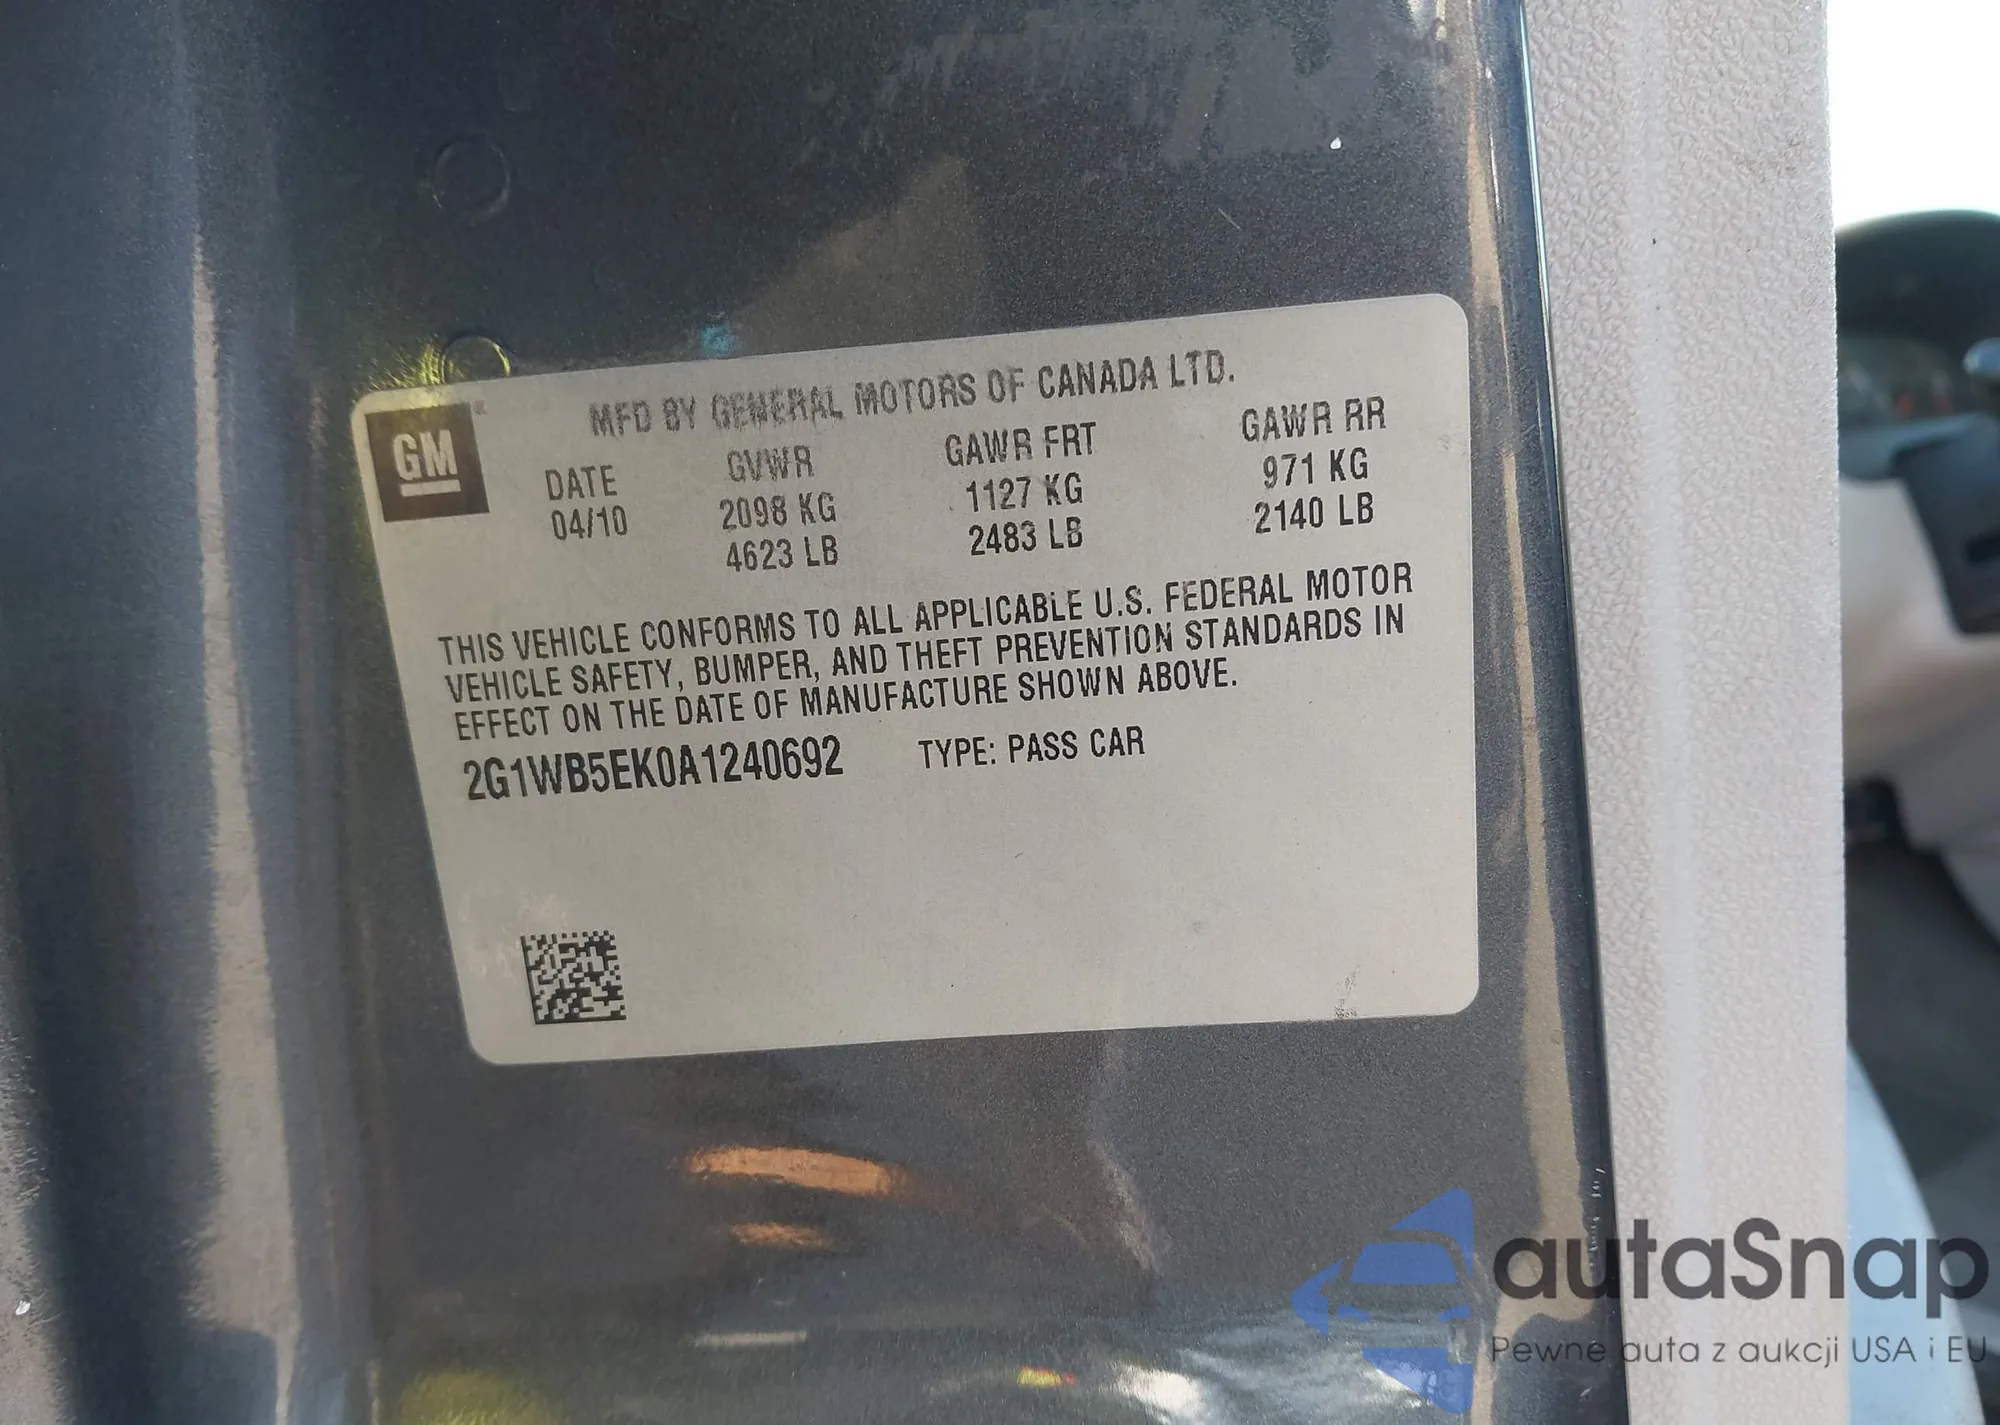 GM
MFD BY GENERAL MOTORS OF CANADA LTD.
DATE GVWR GAWR FRT GAWR RR
04/10 2098 KG 1127 KG 971 KG
4623 LB 2483 LB 2140 LB
THIS VEHICLE CONFORMS TO ALL APPLICABLE U.S. FEDERAL MOTOR
VEHICLE SAFETY, BUMPER, AND THEFT PREVENTION STANDARDS IN
EFFECT ON THE DATE OF MANUFACTURE SHOWN ABOVE.
2G1WB5EK0A1240692 TYPE: PASS CAR
autaSnap
Pewne auta z aukcji USA i EU